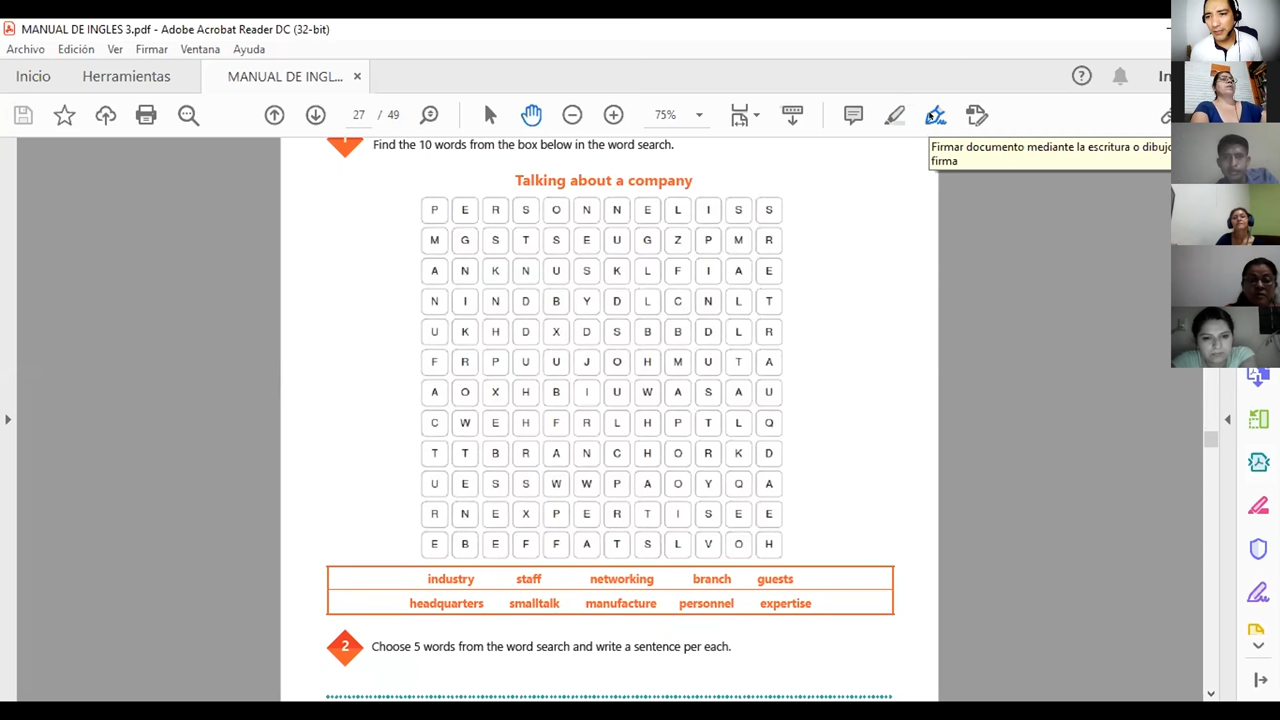 MANUAL DE INGLES 3.pdf - Adobe Acrobat Reader DC (32-bit)
Archivo Edición Ver Firmar Ventana Ayuda
Inicio Herramientas MANUAL DE INGL... × In
27 / 49 75%
Firmar documento mediante la escritura o dibujo
firma
1 Find the 10 words from the box below in the word search.
Talking about a company
P E R S O N N E L I S S
M G S T S E U G Z P M R
A N K N U S K L F I A E
N I N D B Y D L C N L T
U K H D X D S B B D L R
F R P U U J O H M U T A
A O X H B I U W A S A U
C W E H F R L H P T L Q
T T B R A N C H O R K D
U E S S W W P A O Y Q A
R N E X P E R T I S E E
E B E F F A T S L V O H
industry staff networking branch guests
headquarters smalltalk manufacture personnel expertise
2 Choose 5 words from the word search and write a sentence per each.